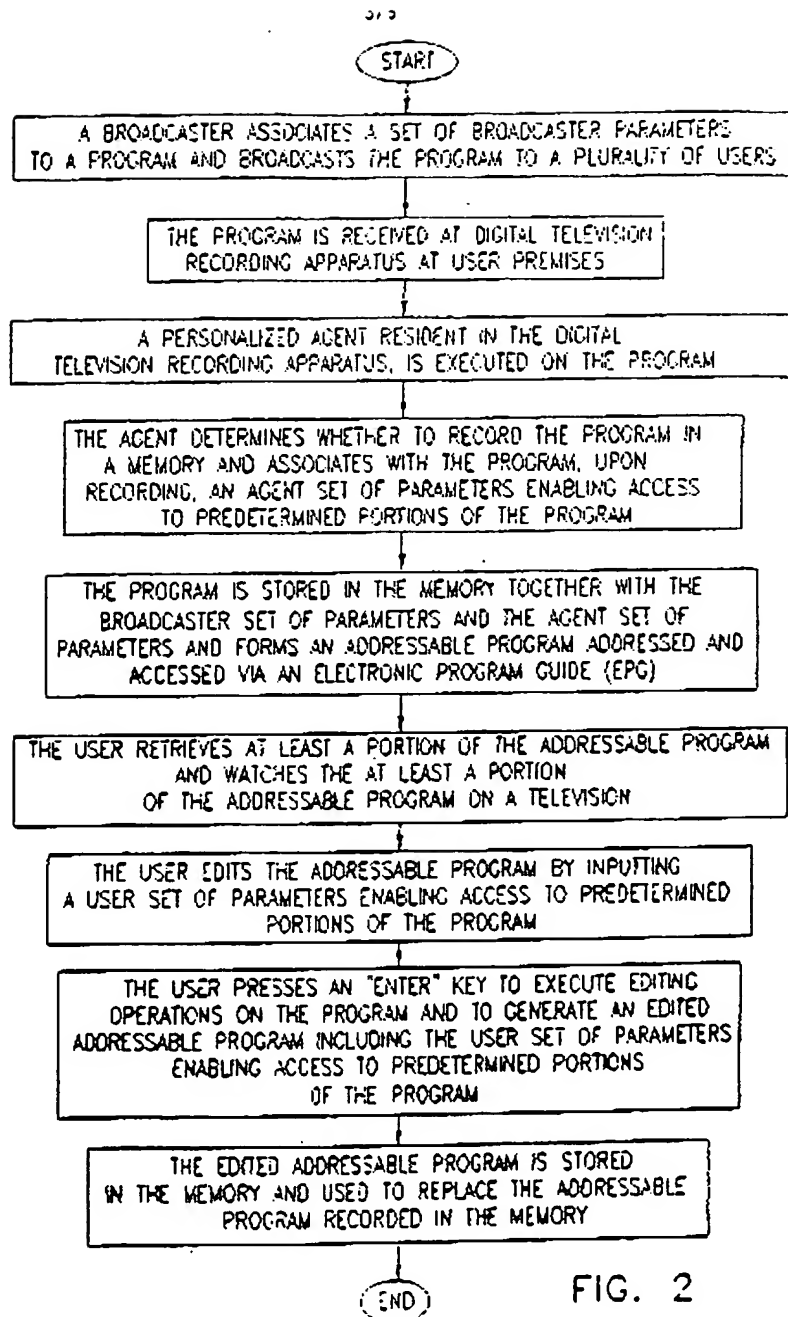 START
A BROADCASTER ASSOCIATES A SET OF BROADCASTER PARAMETERS
TO A PROGRAM AND BROADCASTS THE PROGRAM TO A PLURALITY OF USERS
THE PROGRAM IS RECEIVED AT DIGITAL TELEVISION
RECORDING APPARATUS AT USER PREMISES
A PERSONALIZED AGENT RESIDENT IN THE DIGITAL
TELEVISION RECORDING APPARATUS, IS EXECUTED ON THE PROGRAM
THE AGENT DETERMINES WHETHER TO RECORD THE PROGRAM IN
A MEMORY AND ASSOCIATES WITH THE PROGRAM, UPON
RECORDING, AN AGENT SET OF PARAMETERS ENABLING ACCESS
TO PREDETERMINED PORTIONS OF THE PROGRAM
THE PROGRAM IS STORED IN THE MEMORY TOGETHER WITH THE
BROADCASTER SET OF PARAMETERS AND THE AGENT SET OF
PARAMETERS AND FORMS AN ADDRESSABLE PROGRAM ADDRESSED AND
ACCESSED VIA AN ELECTRONIC PROGRAM GUIDE (EPG)
THE USER RETRIEVES AT LEAST A PORTION OF THE ADDRESSABLE PROGRAM
AND WATCHES THE AT LEAST A PORTION
OF THE ADDRESSABLE PROGRAM ON A TELEVISION
THE USER EDITS THE ADDRESSABLE PROGRAM BY INPUTTING
A USER SET OF PARAMETERS ENABLING ACCESS TO PREDETERMINED
PORTIONS OF THE PROGRAM
THE USER PRESSES AN "ENTER" KEY TO EXECUTE EDITING
OPERATIONS ON THE PROGRAM AND TO GENERATE AN EDITED
ADDRESSABLE PROGRAM INCLUDING THE USER SET OF PARAMETERS
ENABLING ACCESS TO PREDETERMINED PORTIONS
OF THE PROGRAM
THE EDITED ADDRESSABLE PROGRAM IS STORED
IN THE MEMORY AND USED TO REPLACE THE ADDRESSABLE
PROGRAM RECORDED IN THE MEMORY
END
FIG. 2